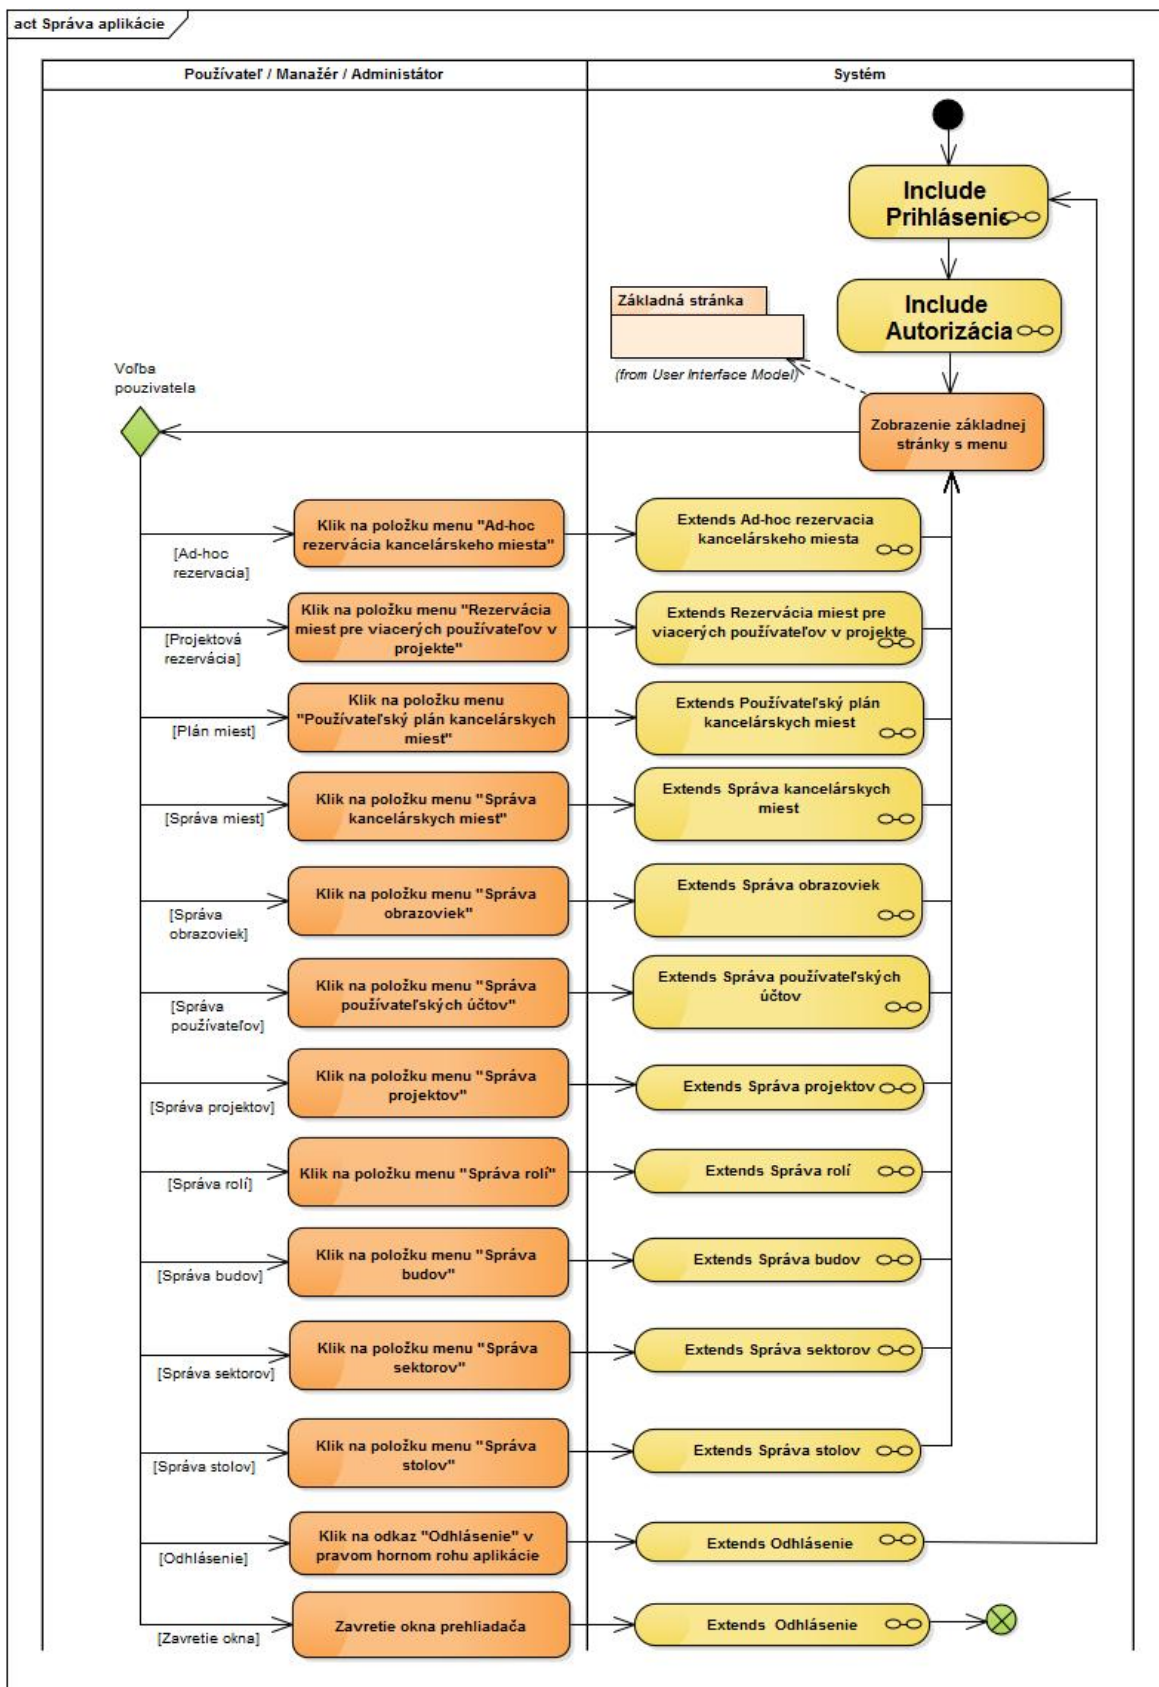 act Správa aplikácie
Používateľ / Manažér / Administátor
Systém
Include
Prihlásenie
Include
Autorizácia
Základná stránka
(from User Interface Model)
Voľba
pouzivatela
Zobrazenie základnej
stránky s menu
[Ad-hoc
rezervacia]
Klik na položku menu "Ad-hoc
rezervácia kancelárskeho miesta"
Extends Ad-hoc rezervacia
kancelárskeho miesta
[Projektová
rezervácia]
Klik na položku menu "Rezervácia
miest pre viacerých používateľov v
projekte"
Extends Rezervácia miest pre
viacerých používateľov v projekte
[Plán miest]
Klik na položku menu
"Používateľský plán kancelárskych
miest"
Extends Používateľský plán
kancelárskych miest
[Správa miest]
Klik na položku menu "Správa
kancelárskych miest"
Extends Správa kancelárskych
miest
[Správa
obrazoviek]
Klik na položku menu "Správa
obrazoviek"
Extends Správa obrazoviek
[Správa
používateľov]
Klik na položku menu "Správa
používateľských účtov"
Extends Správa používateľských
účtov
[Správa projektov]
Klik na položku menu "Správa
projektov"
Extends Správa projektov
[Správa rolí]
Klik na položku menu "Správa rolí"
Extends Správa rolí
[Správa budov]
Klik na položku menu "Správa
budov"
Extends Správa budov
[Správa sektorov]
Klik na položku menu "Správa
sektorov"
Extends Správa sektorov
[Správa stolov]
Klik na položku menu "Správa
stolov"
Extends Správa stolov
[Odhlásenie]
Klik na odkaz "Odhlásenie" v
pravom hornom rohu aplikácie
Extends Odhlásenie
[Zavretie okna]
Zavretie okna prehliadača
Extends Odhlásenie